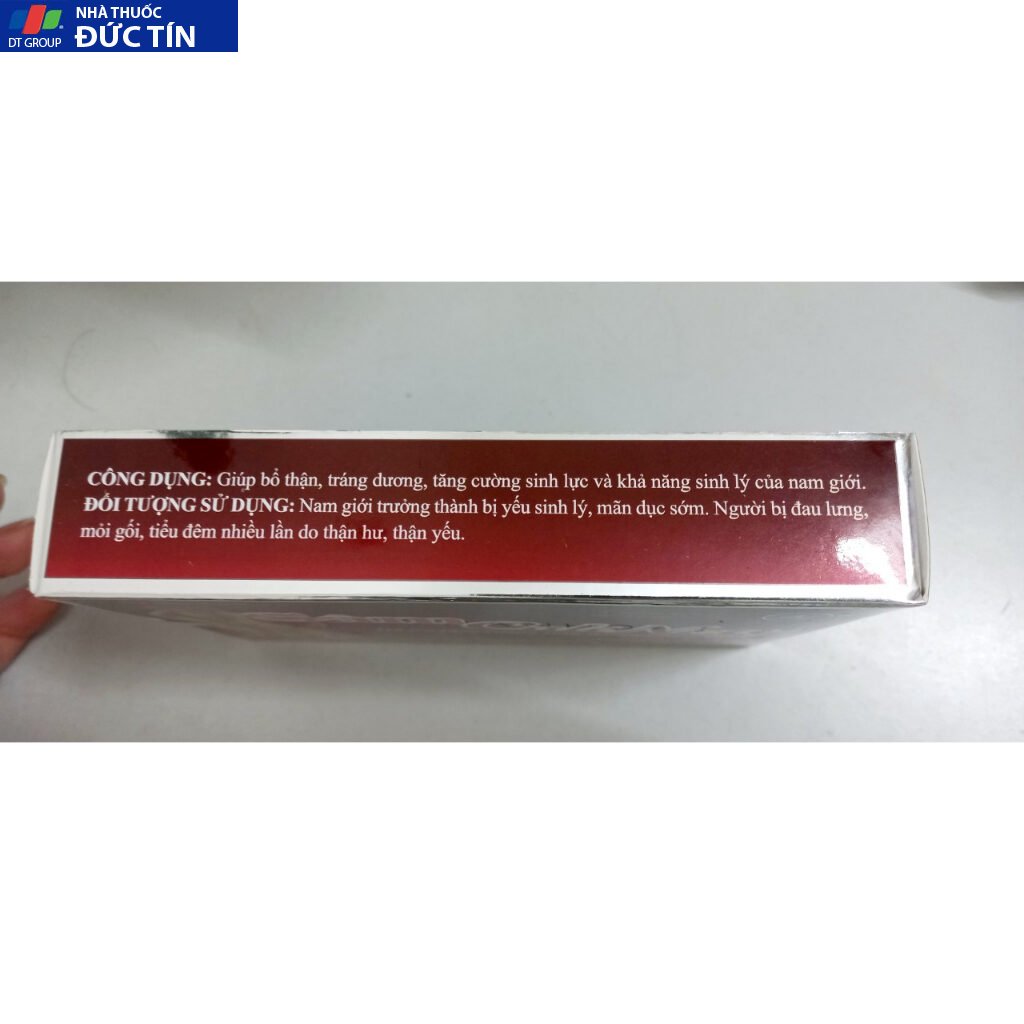 NHÀ THUỐC
ĐỨC TÍN
DT GROUP
CÔNG DỤNG: Giúp bổ thận, tráng dương, tăng cường sinh lực và khả năng sinh lý của nam giới.
ĐỐI TƯỢNG SỬ DỤNG: Nam giới trưởng thành bị yếu sinh lý, mãn dục sớm. Người bị đau lưng,
mỏi gối, tiểu đêm nhiều lần do thận hư, thận yếu.